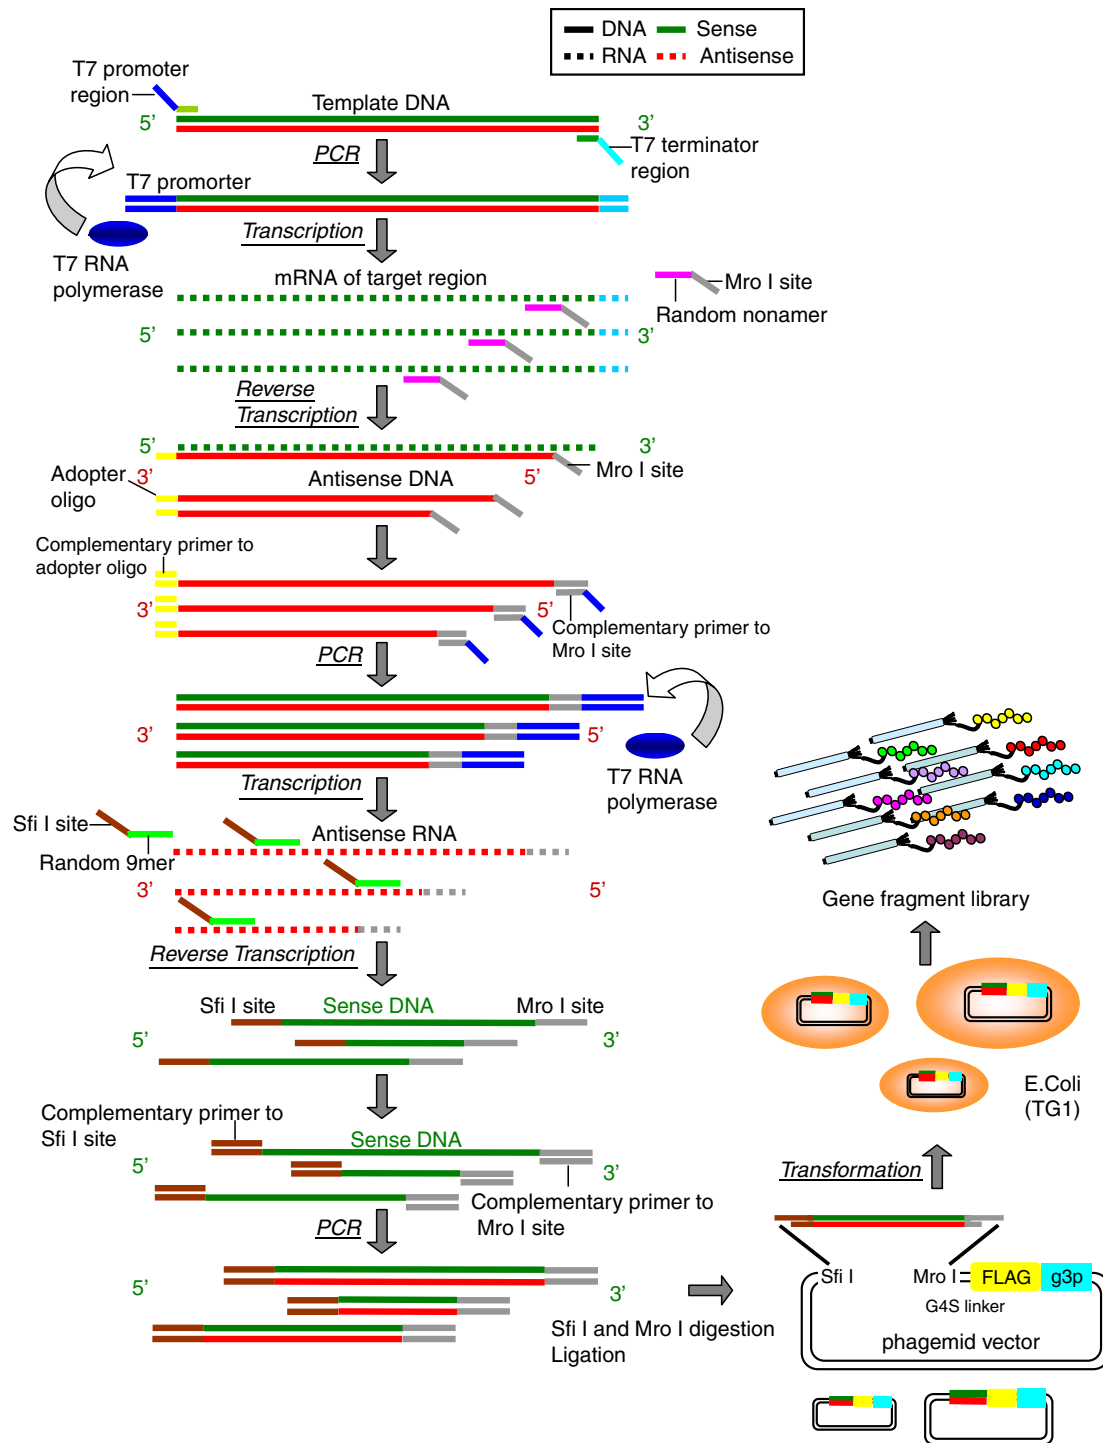 DNA Sense
RNA Antisense
T7 promoter
region
Template DNA
5’ 3’
T7 terminator
region
PCR
T7 promorter
Transcription
T7 RNA
polymerase
mRNA of target region
Mro I site
Random nonamer
5’ 3’
Reverse
Transcription
5’ 3’
Mro I site
3’ 5’
Adopter
oligo
Antisense DNA
Complementary primer to
adopter oligo
3’ 5’
Complementary primer to
Mro I site
PCR
3’ 5’
T7 RNA
polymerase
Transcription
Sfi I site
Antisense RNA
Random 9mer
3’ 5’
Reverse Transcription
Sfi I site Sense DNA Mro I site
5’ 3’
Complementary primer to
Sfi I site
Sense DNA
5’ 3’
Complementary primer to
Mro I site
PCR
5’ 3’
Sfi I and Mro I digestion
Ligation
Gene fragment library
E.Coli
(TG1)
Transformation
Sfi I Mro I FLAG g3p
G4S linker
phagemid vector